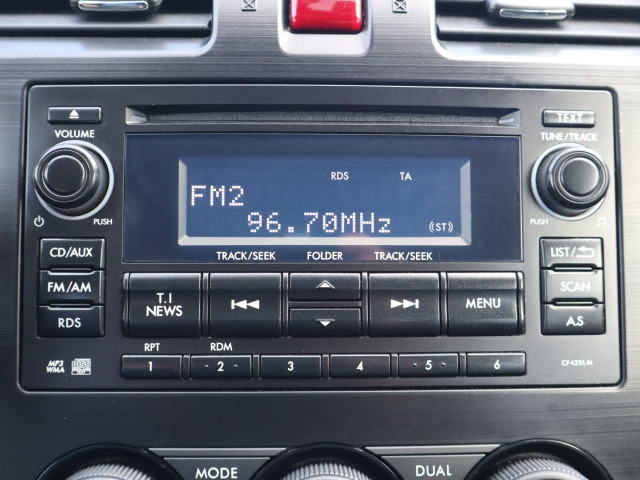 VOLUME
TEXT
TUNE/TRACK
RDS TA
FM2
96.70MHz ((ST))
PUSH
PUSH
CD/AUX
FM/AM
RDS
TRACK/SEEK FOLDER TRACK/SEEK
T.I
NEWS
MENU
LIST/
SCAN
A.S
MP3
WMA
RPT RDM
1 2 3 4 5 6
CF425LM
MODE DUAL